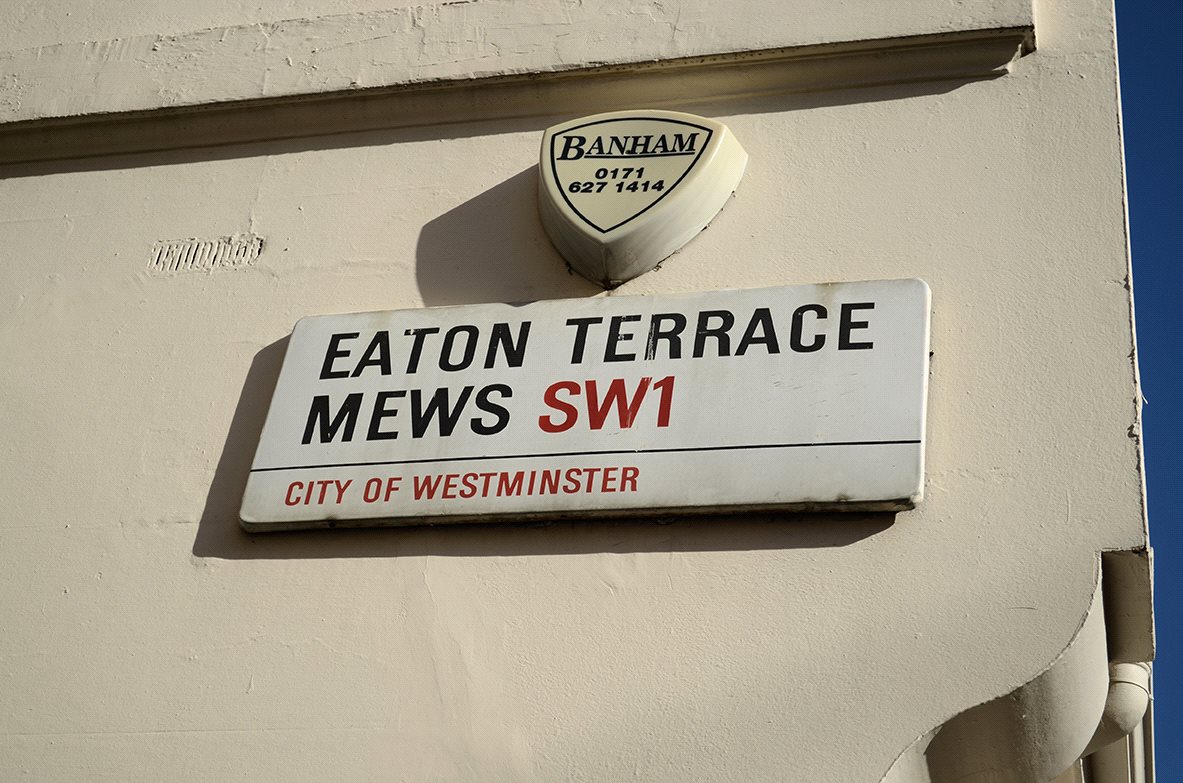 BANHAM
0171
627 1414
EATON TERRACE
MEWS SW1
CITY OF WESTMINSTER